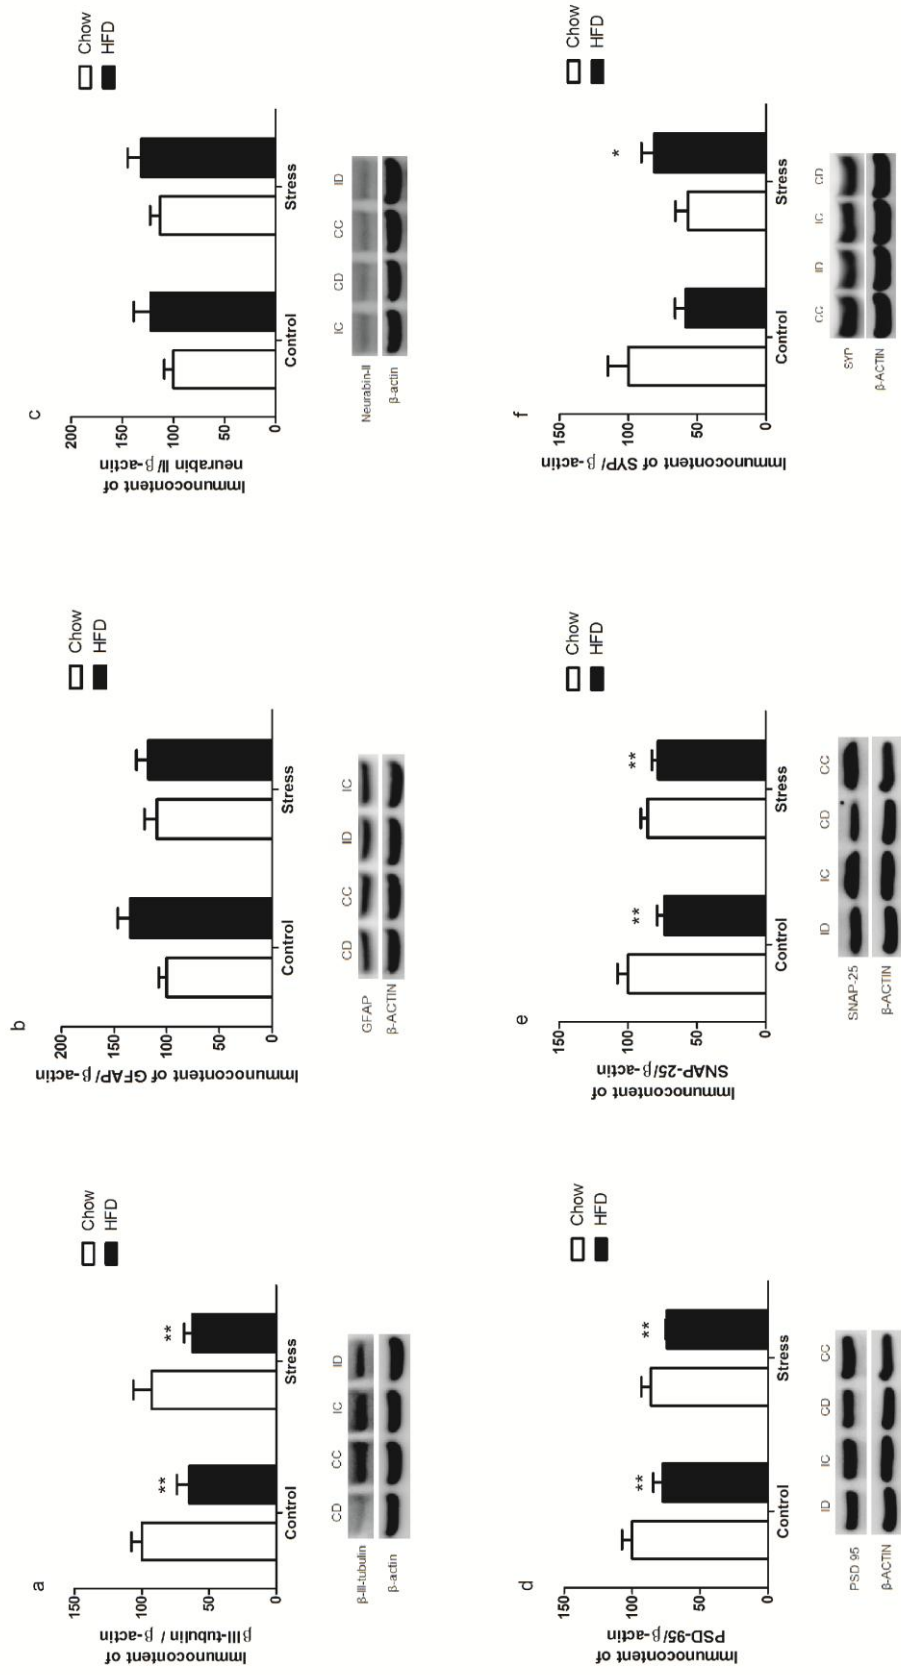 a
Immunocontent of
βIII-tubulin / β-actin
150
100
50
0
Control
Stress
Chow
HFD
CD CC IC ID
β-III-tubulin
β-actin
b
Immunocontent of GFAP/β-actin
200
150
100
50
0
Control
Stress
Chow
HFD
CD CC ID IC
GFAP
β-ACTIN
c
Immunocontent of
neurabin II/β-actin
200
150
100
50
0
Control
Stress
Chow
HFD
IC CD CC ID
Neurabin-II
β-actin
d
Immunocontent of
PSD-95/β-actin
150
100
50
0
**
**
Control
Stress
Chow
HFD
ID IC CD CC
PSD 95
β-ACTIN
e
Immunocontent of
SNAP-25/β-actin
150
100
50
0
**
**
Control
Stress
Chow
HFD
ID IC CD CC
SNAP-25
β-ACTIN
f
Immunocontent of SYP/β-actin
150
100
50
0
*
Control
Stress
Chow
HFD
CC ID IC CD
SYP
β-ACTIN